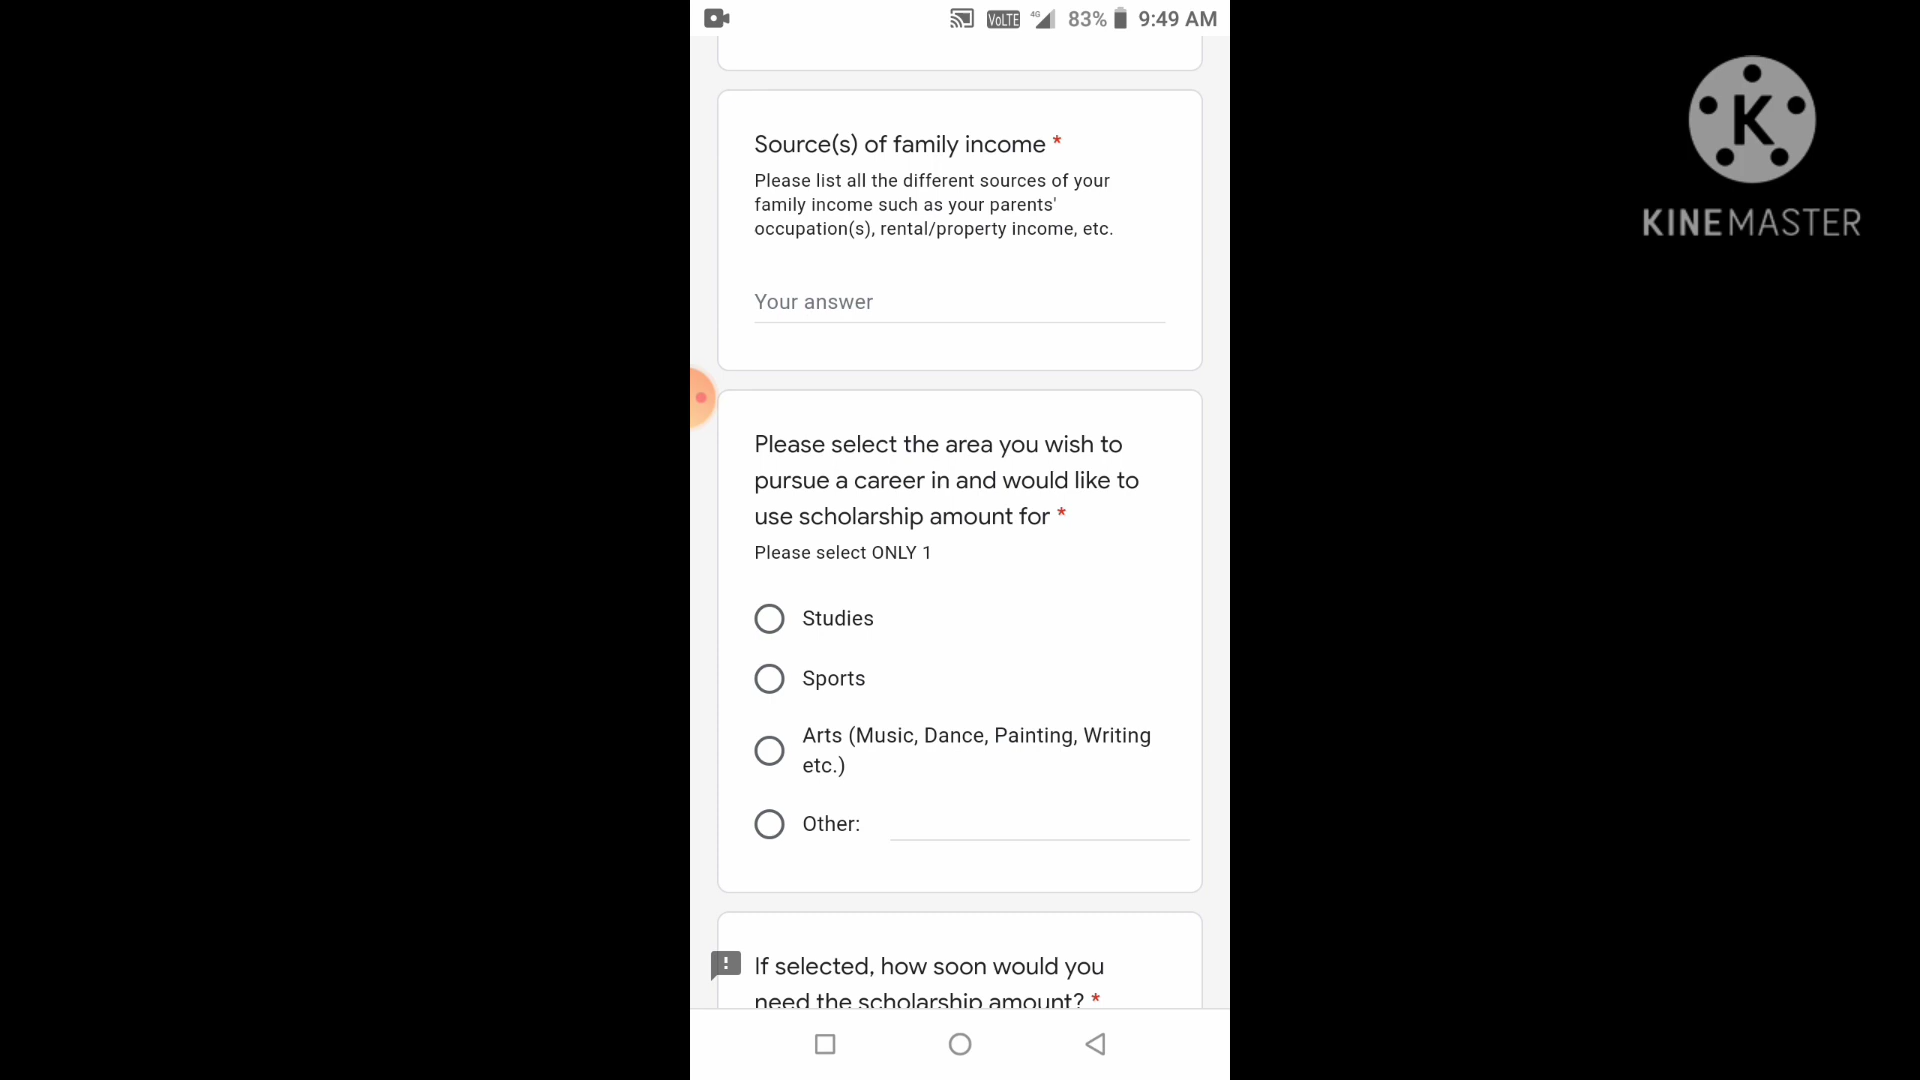 VoLTE 4G 83% 9:49 AM
Source(s) of family income *
Please list all the different sources of your
family income such as your parents'
occupation(s), rental/property income, etc.
Your answer
Please select the area you wish to
pursue a career in and would like to
use scholarship amount for *
Please select ONLY 1
Studies
Sports
Arts (Music, Dance, Painting, Writing
etc.)
Other:
If selected, how soon would you
need the scholarship amount? *
K
KINEMASTER